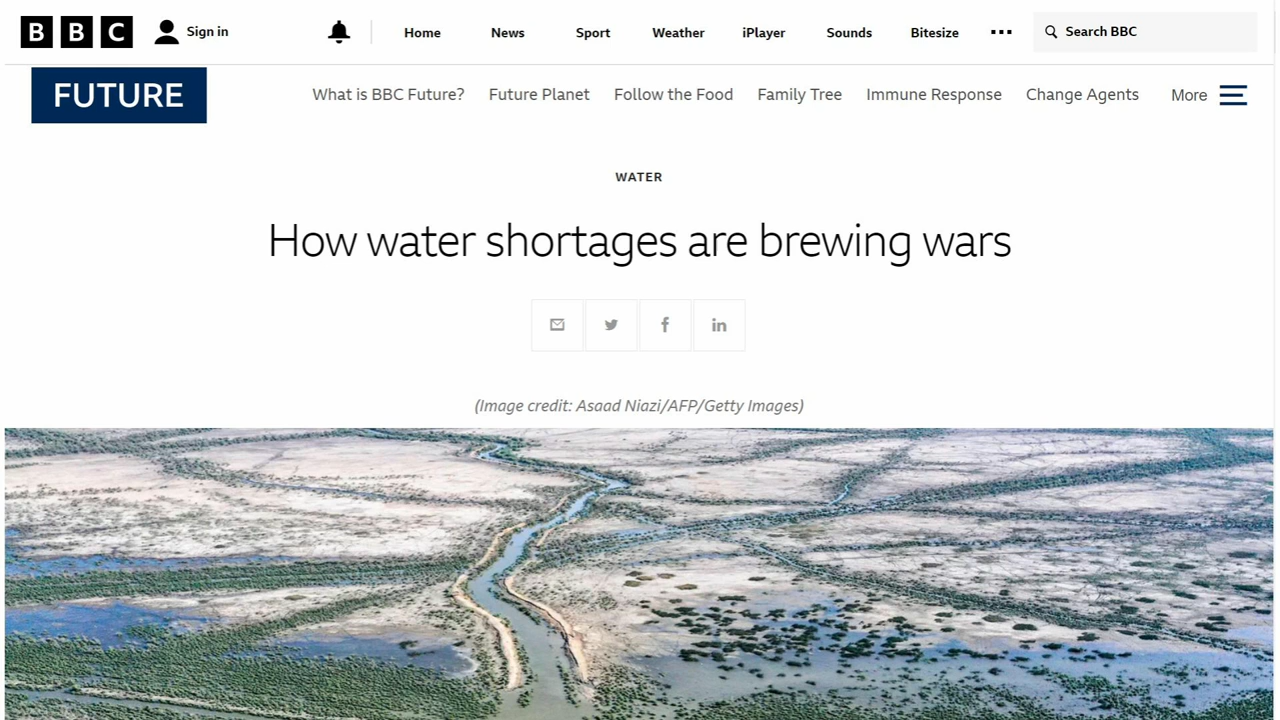 BBC Sign in Home News Sport Weather iPlayer Sounds Bitesize Search BBC
FUTURE What is BBC Future? Future Planet Follow the Food Family Tree Immune Response Change Agents More
WATER
How water shortages are brewing wars
(Image credit: Asaad Niazi/AFP/Getty Images)